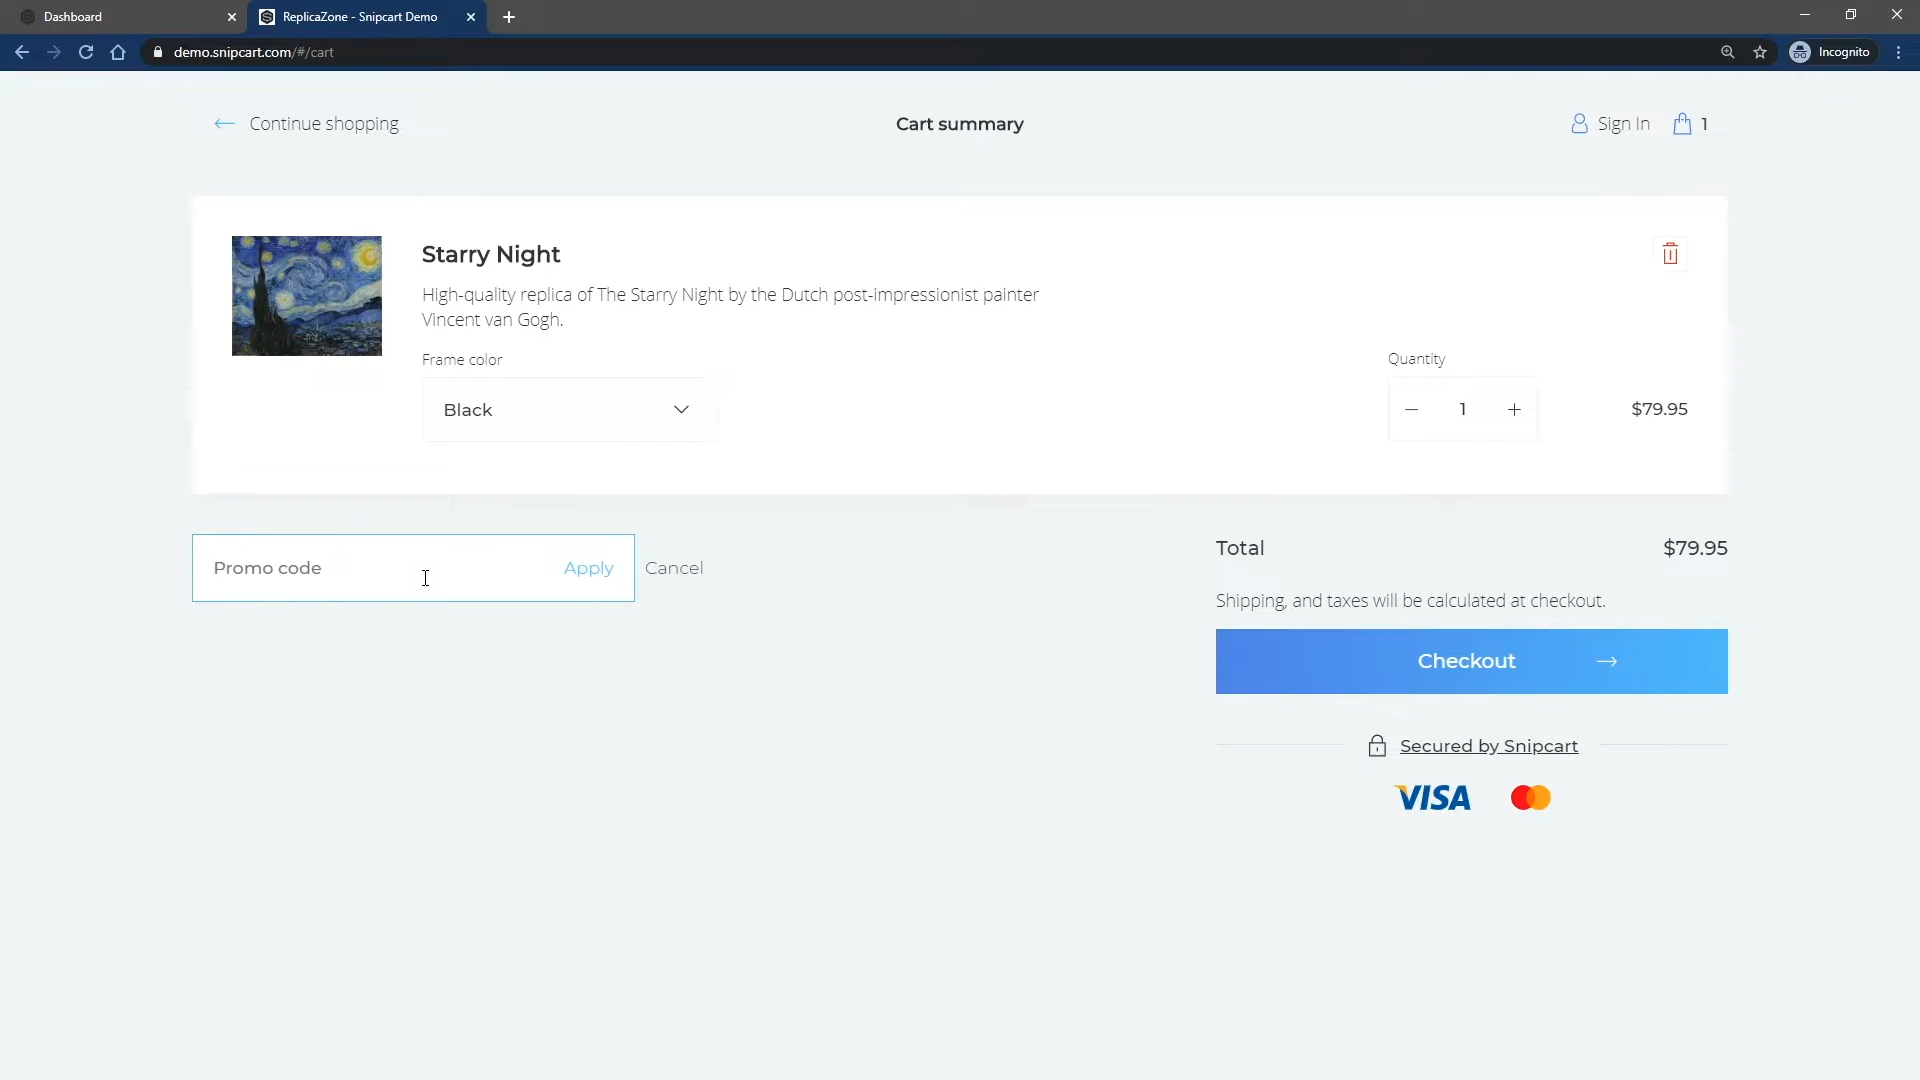 Dashboard
ReplicaZone - Snipcart Demo
demo.snipcart.com/#/cart
Incognito
Continue shopping
Cart summary
Sign In
1
Starry Night
High-quality replica of The Starry Night by the Dutch post-impressionist painter
Vincent van Gogh.
Frame color
Quantity
Black
1
$79.95
Promo code
Apply
Cancel
Total
$79.95
Shipping, and taxes will be calculated at checkout.
Checkout
Secured by Snipcart
VISA